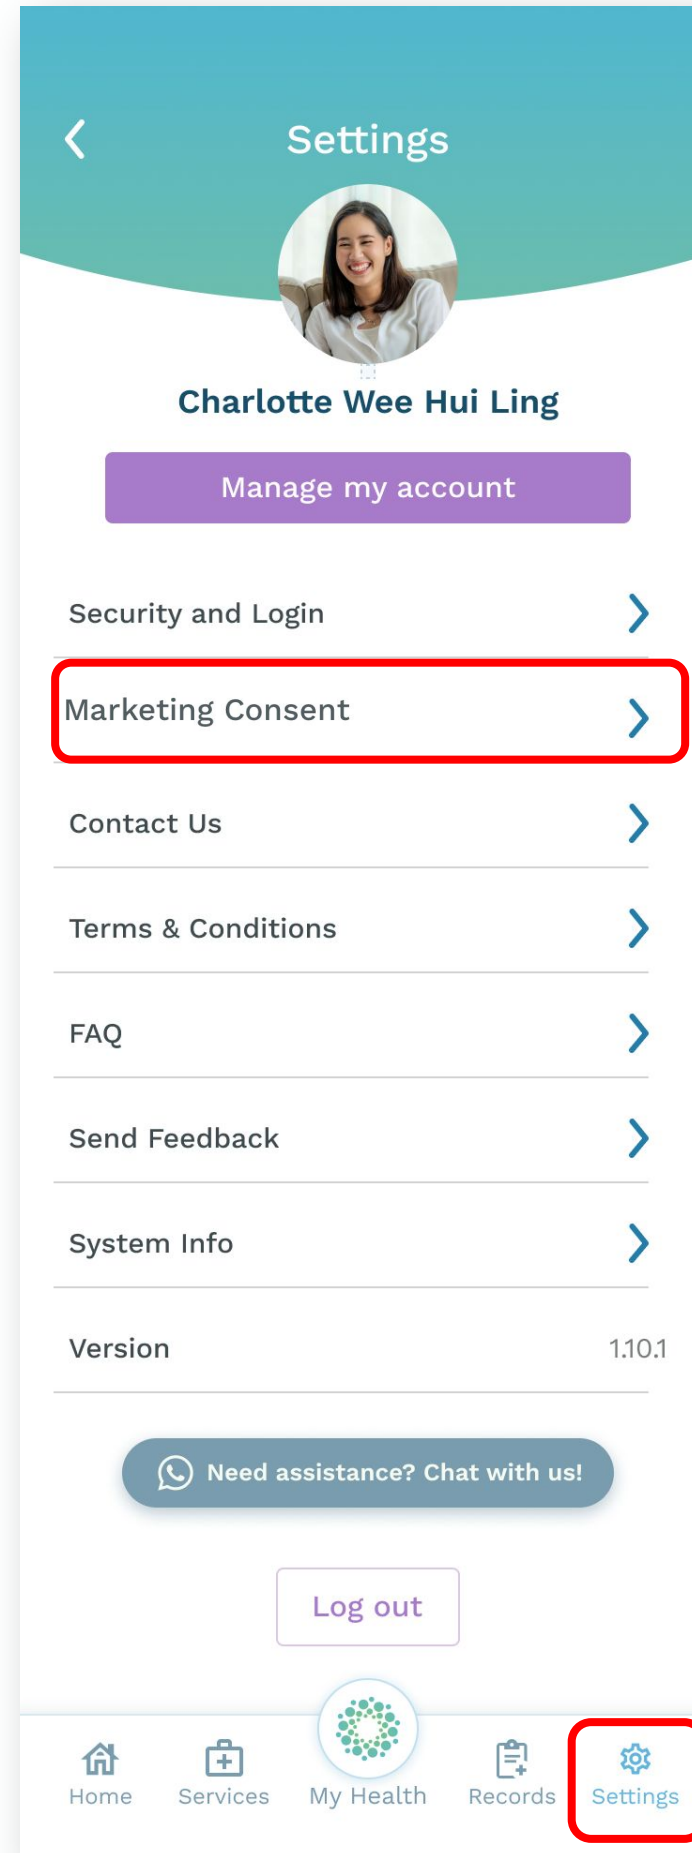 Settings
Charlotte Wee Hui Ling
Manage my account
Security and Login
Marketing Consent
Contact Us
Terms & Conditions
FAQ
Send Feedback
System Info
Version 1.10.1
Need assistance? Chat with us!
Log out
Home Services My Health Records Settings